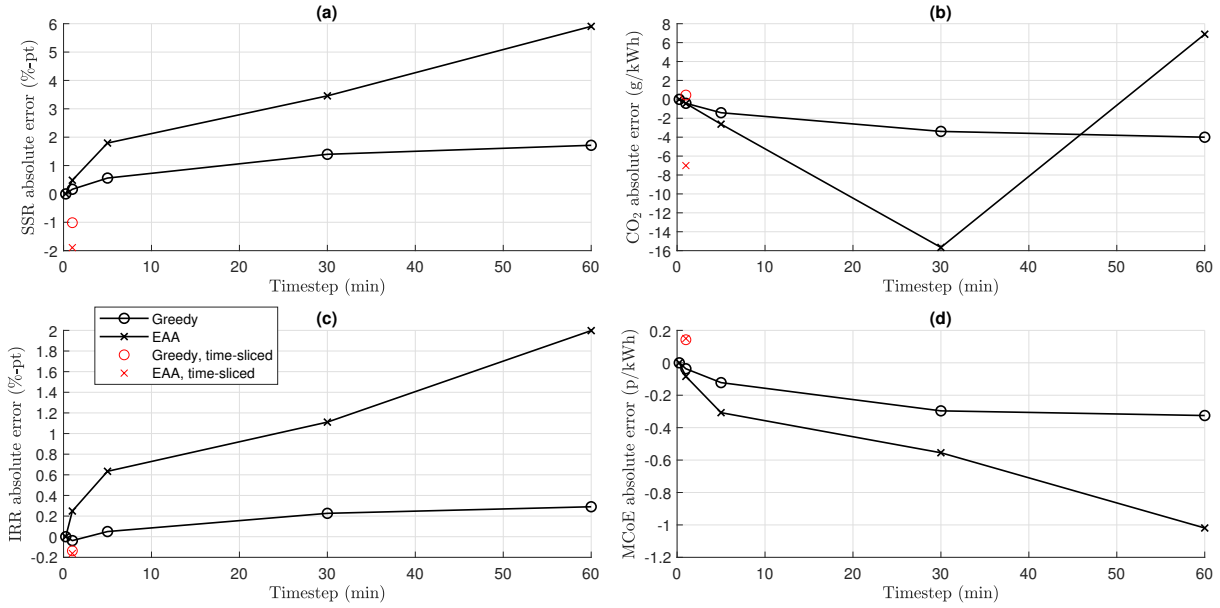 (a)
SSR absolute error (%-pt)
6
5
4
3
2
1
0
-1
-2
0 10 20 30 40 50 60
Timestep (min)
(b)
CO₂ absolute error (g/kWh)
8
6
4
2
0
-2
-4
-6
-8
-10
-12
-14
-16
0 10 20 30 40 50 60
Timestep (min)
Greedy
EAA
Greedy, time-sliced
EAA, time-sliced
(c)
IRR absolute error (%-pt)
2
1.8
1.6
1.4
1.2
1
0.8
0.6
0.4
0.2
0
-0.2
0 10 20 30 40 50 60
Timestep (min)
(d)
MCoE absolute error (p/kWh)
0.2
0
-0.2
-0.4
-0.6
-0.8
-1
-1.2
0 10 20 30 40 50 60
Timestep (min)